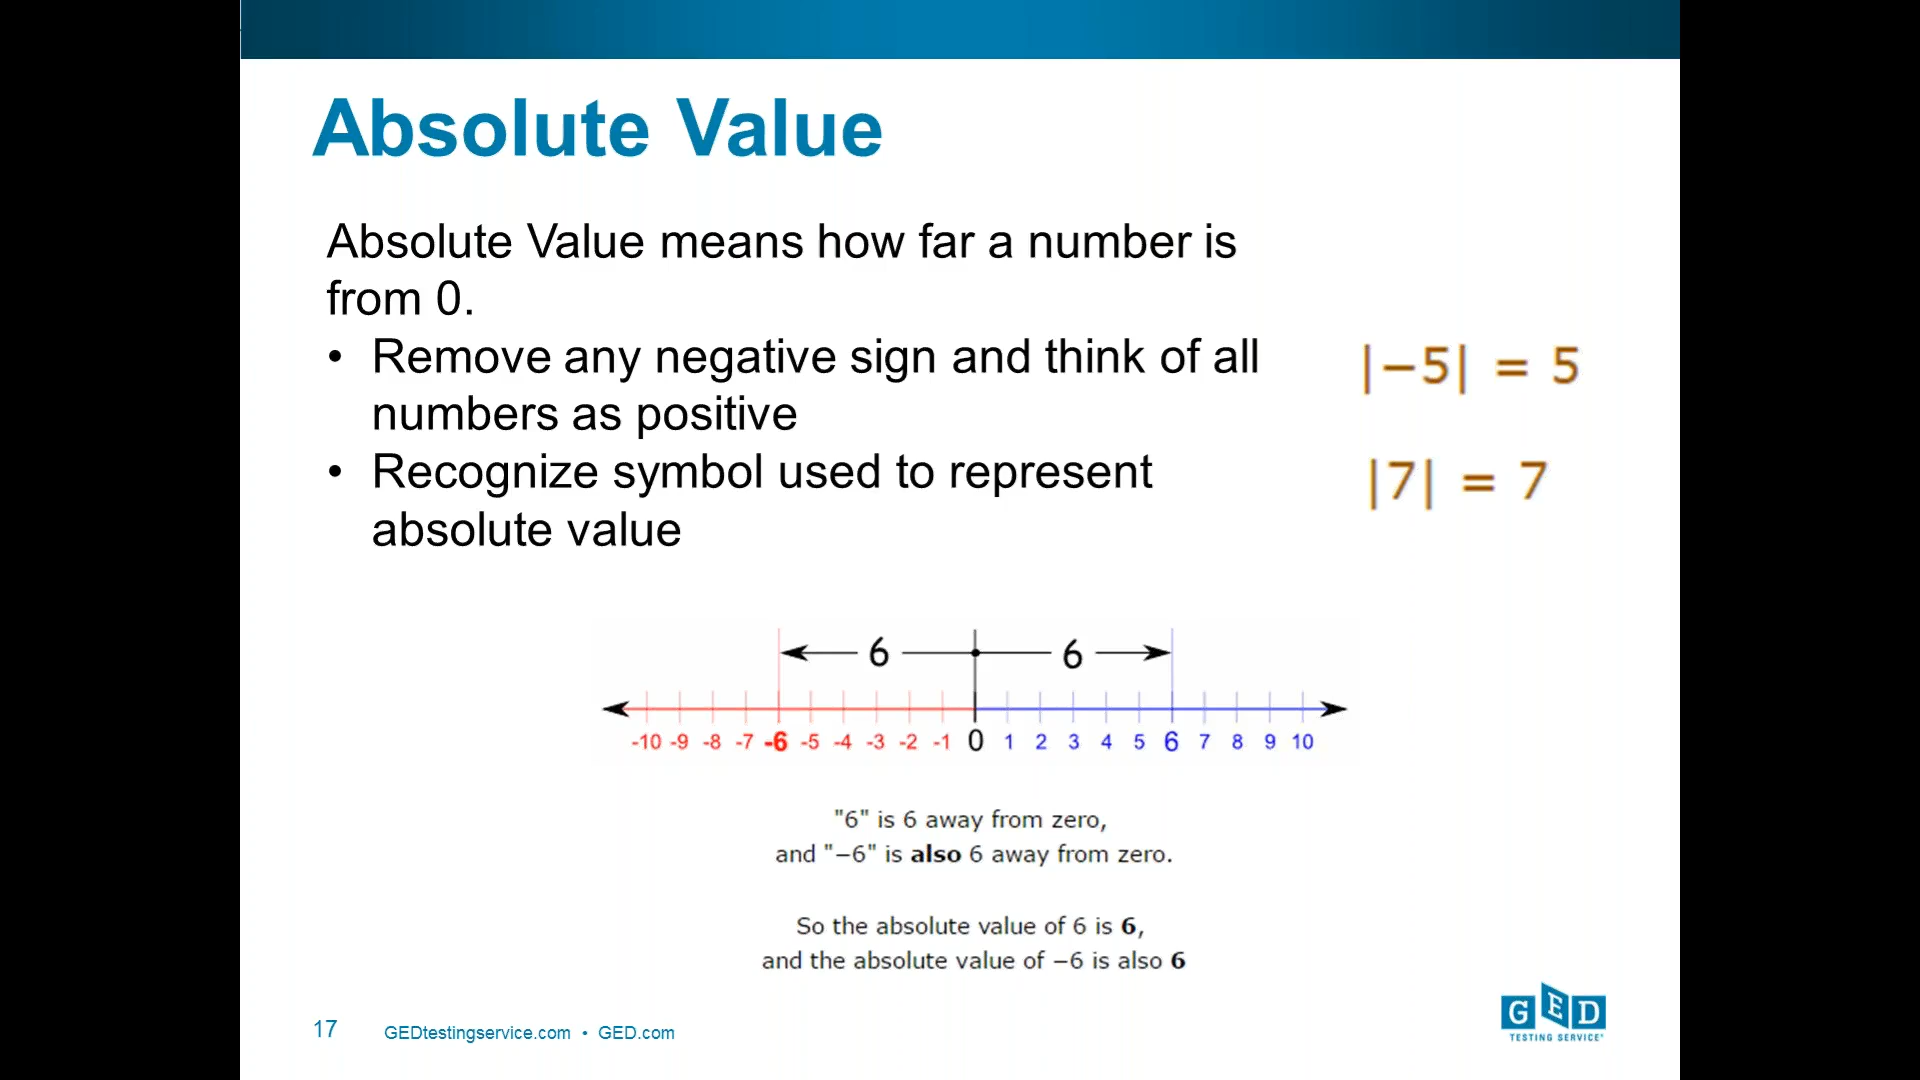 Absolute Value
Absolute Value means how far a number is
from 0.
• Remove any negative sign and think of all
numbers as positive
• Recognize symbol used to represent
absolute value
|−5| = 5
|7| = 7
6 6
-10 -9 -8 -7 -6 -5 -4 -3 -2 -1 0 1 2 3 4 5 6 7 8 9 10
"6" is 6 away from zero,
and "−6" is also 6 away from zero.
So the absolute value of 6 is 6,
and the absolute value of −6 is also 6
17 GEDtestingservice.com • GED.com
GED
TESTING SERVICE®